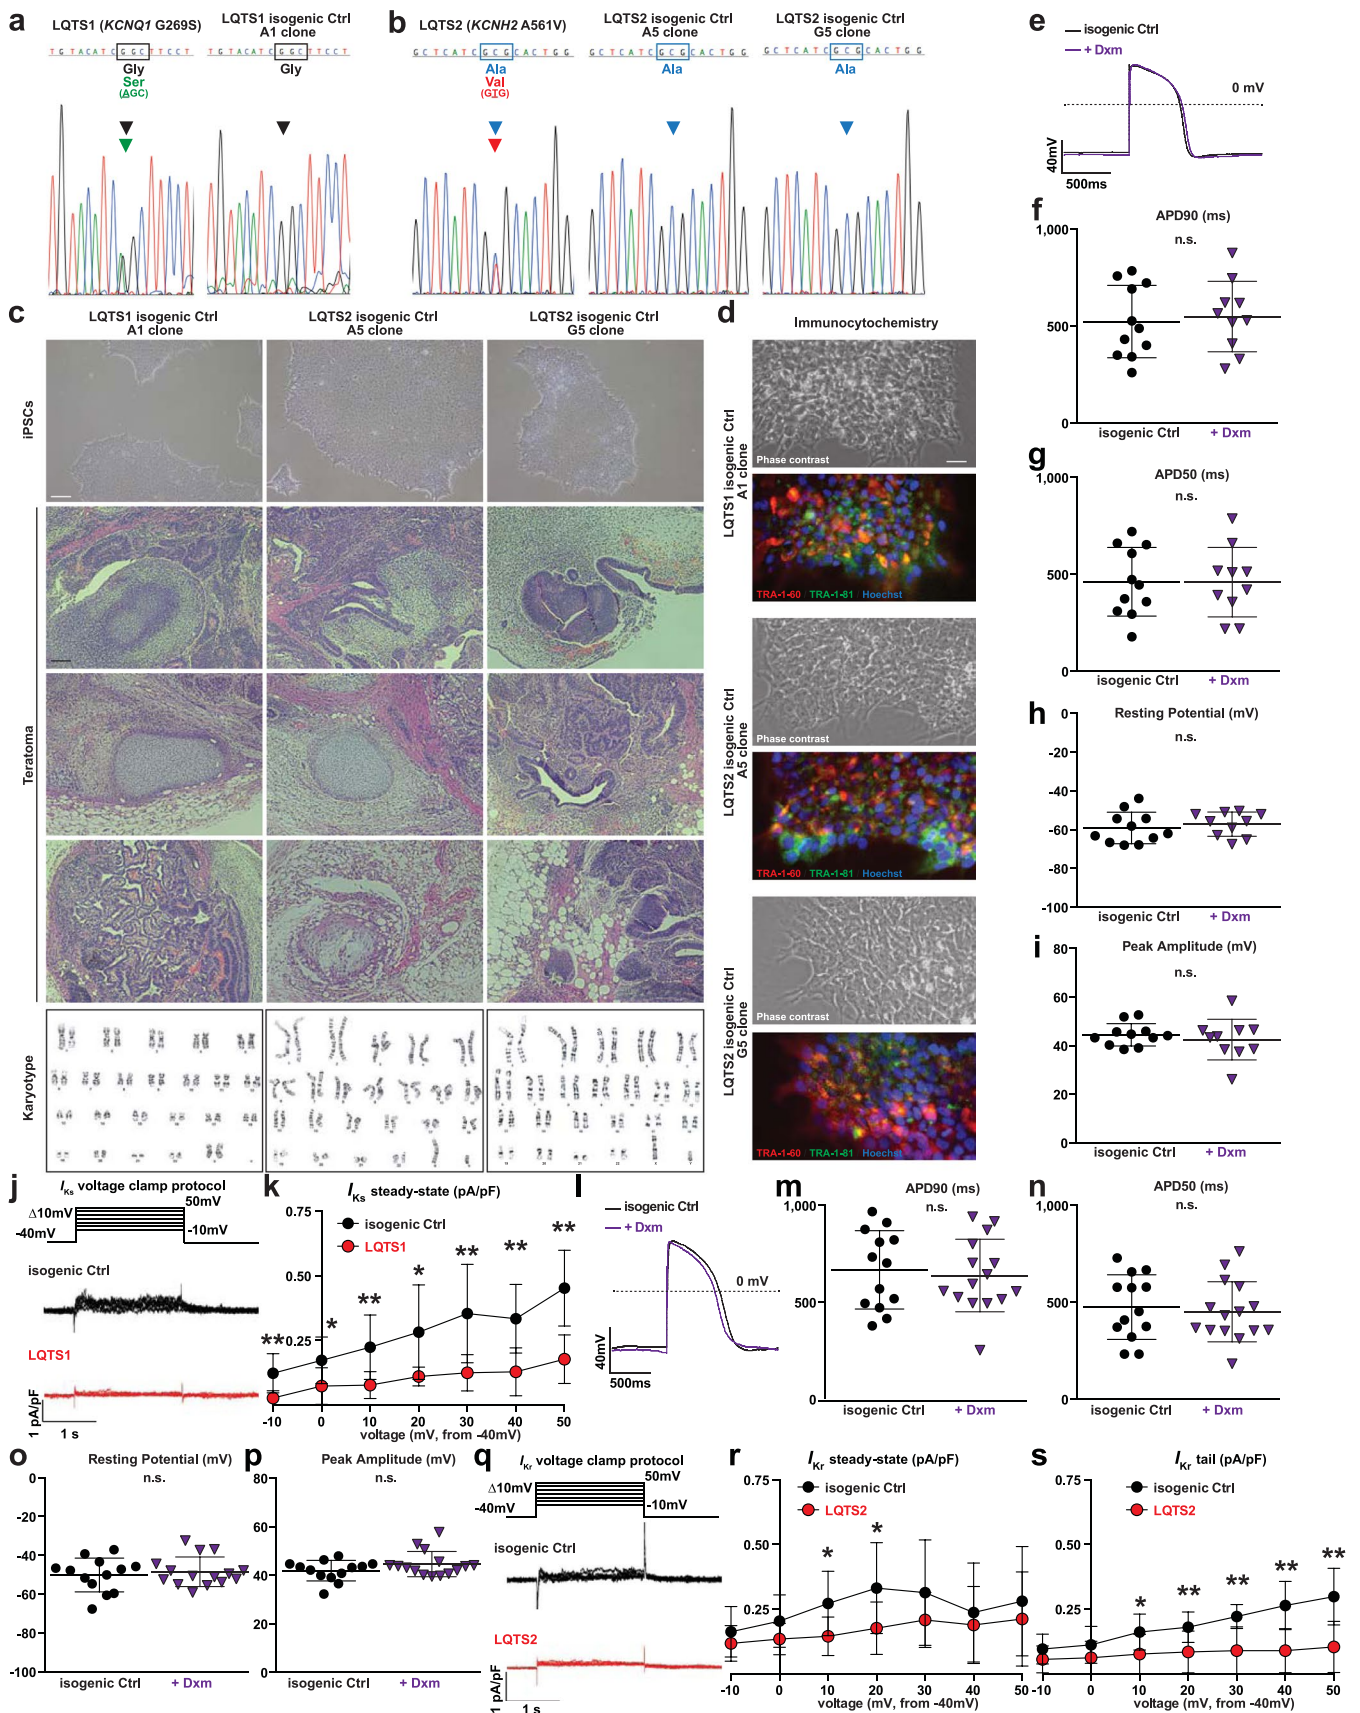 a
LQTS1 (KCNQ1 G269S)
LQTS1 isogenic Ctrl
A1 clone
TGTACATCGGCTTCCT
TGTACATCGGCTTCCT
Gly
Ser
(AGC)
Gly
b
LQTS2 (KCNH2 A561V)
LQTS2 isogenic Ctrl
A5 clone
LQTS2 isogenic Ctrl
G5 clone
GCTCATCGCGCACTGG
GCTCATCGCGCACTGG
GCTCATCGCGCACTGG
Ala
Val
(GTG)
Ala
Ala
c
LQTS1 isogenic Ctrl
A1 clone
LQTS2 isogenic Ctrl
A5 clone
LQTS2 isogenic Ctrl
G5 clone
iPSCs
Teratoma
Karyotype
d
Immunocytochemistry
LQTS1 isogenic Ctrl
A1 clone
Phase contrast
TRA-1-60 TRA-1-81 Hoechst
LQTS2 isogenic Ctrl
A5 clone
Phase contrast
TRA-1-60 TRA-1-81 Hoechst
LQTS2 isogenic Ctrl
G5 clone
Phase contrast
TRA-1-60 TRA-1-81 Hoechst
e
isogenic Ctrl
+ Dxm
0 mV
40mV
500ms
f
APD90 (ms)
n.s.
1,000
500
0
isogenic Ctrl
+ Dxm
g
APD50 (ms)
n.s.
1,000
500
0
isogenic Ctrl
+ Dxm
h
Resting Potential (mV)
n.s.
0
-20
-40
-60
-80
-100
isogenic Ctrl
+ Dxm
i
Peak Amplitude (mV)
n.s.
80
60
40
20
0
isogenic Ctrl
+ Dxm
j
IKs voltage clamp protocol
50mV
Δ10mV
-40mV
-10mV
isogenic Ctrl
LQTS1
1 pA/pF
1 s
k
IKs steady-state (pA/pF)
0.75
0.50
0.25
isogenic Ctrl
LQTS1
**
*
**
*
**
**
**
-10 0 10 20 30 40 50
voltage (mV, from -40mV)
l
isogenic Ctrl
+ Dxm
0 mV
40mV
500ms
m
APD90 (ms)
n.s.
1,000
500
0
isogenic Ctrl
+ Dxm
n
APD50 (ms)
n.s.
1,000
500
0
isogenic Ctrl
+ Dxm
o
Resting Potential (mV)
n.s.
0
-20
-40
-60
-80
-100
isogenic Ctrl
+ Dxm
p
Peak Amplitude (mV)
n.s.
80
60
40
20
0
isogenic Ctrl
+ Dxm
q
IKr voltage clamp protocol
50mV
Δ10mV
-40mV
-10mV
isogenic Ctrl
LQTS2
1 pA/pF
1 s
r
IKr steady-state (pA/pF)
0.75
0.50
0.25
isogenic Ctrl
LQTS2
*
*
-10 0 10 20 30 40 50
voltage (mV, from -40mV)
s
IKr tail (pA/pF)
0.75
0.50
0.25
isogenic Ctrl
LQTS2
*
**
**
**
**
-10 0 10 20 30 40 50
voltage (mV, from -40mV)